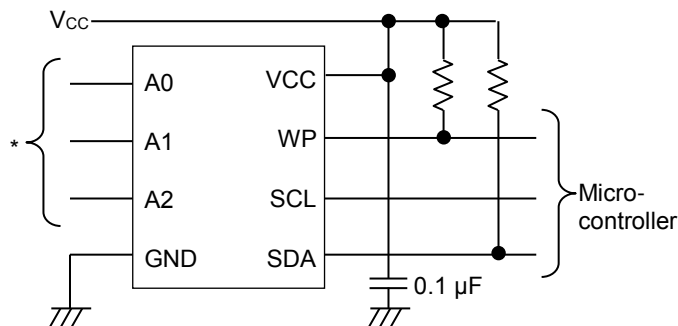 VCC
A0
VCC
A1
WP
*
A2
SCL
Micro-
controller
GND
SDA
0.1 µF